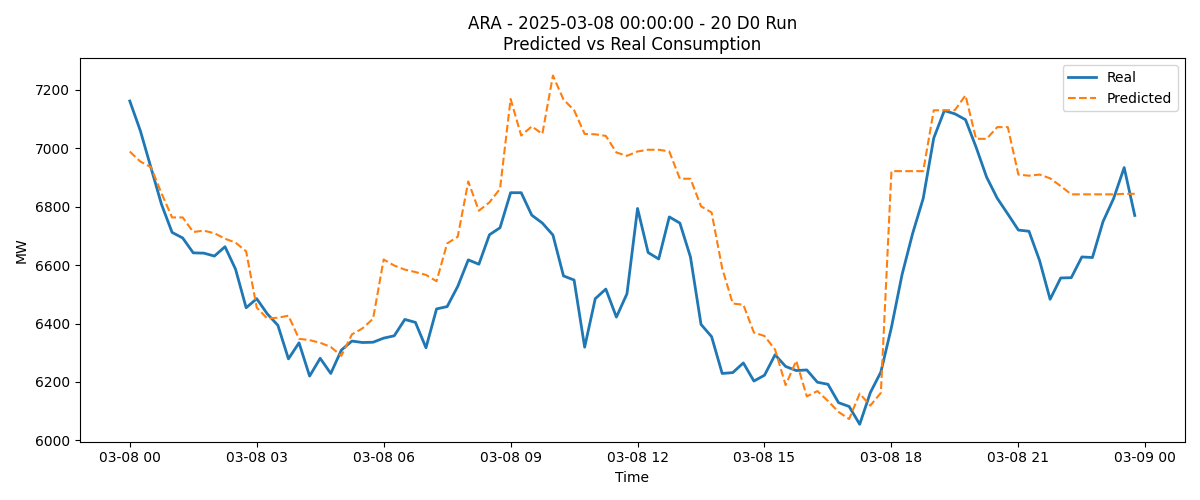 ARA - 2025-03-08 00:00:00 - 20 D0 Run
Predicted vs Real Consumption
Real
Predicted
MW
7200
7000
6800
6600
6400
6200
6000
03-08 00
03-08 03
03-08 06
03-08 09
03-08 12
03-08 15
03-08 18
03-08 21
03-09 00
Time